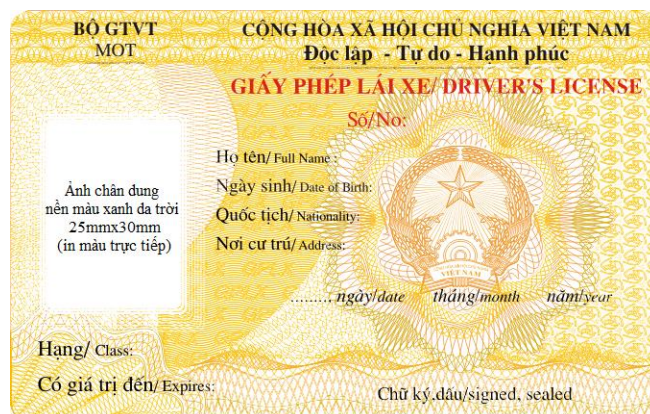 BỘ GTVT
MOT
CỘNG HÒA XÃ HỘI CHỦ NGHĨA VIỆT NAM
Độc lập - Tự do - Hạnh phúc
GIẤY PHÉP LÁI XE/ DRIVER'S LICENSE
Số/No:
Họ tên/ Full Name :
Ngày sinh/ Date of Birth:
Quốc tịch/ Nationality:
Nơi cư trú/ Address:
Ảnh chân dung
nền màu xanh da trời
25mmx30mm
(in màu trực tiếp)
VIỆT NAM
........, ngày/date tháng/month năm/year
Hạng/ Class:
Có giá trị đến/ Expires:
Chữ ký,dấu/signed, sealed